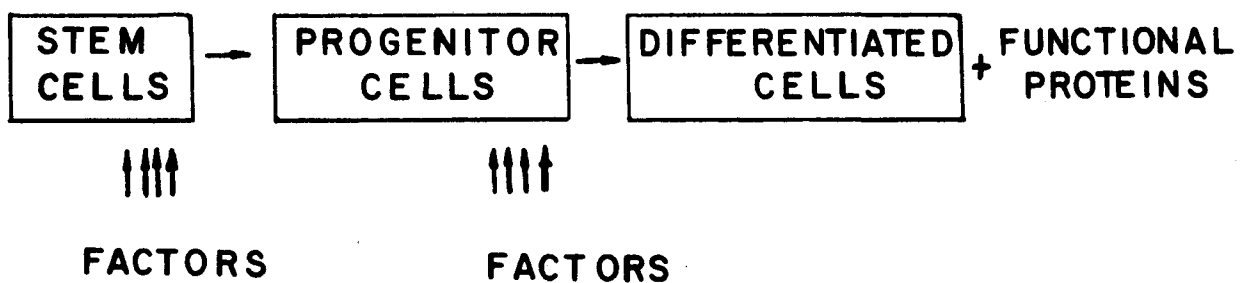 STEM CELLS
PROGENITOR CELLS
DIFFERENTIATED CELLS
+
FUNCTIONAL PROTEINS
FACTORS
FACTORS